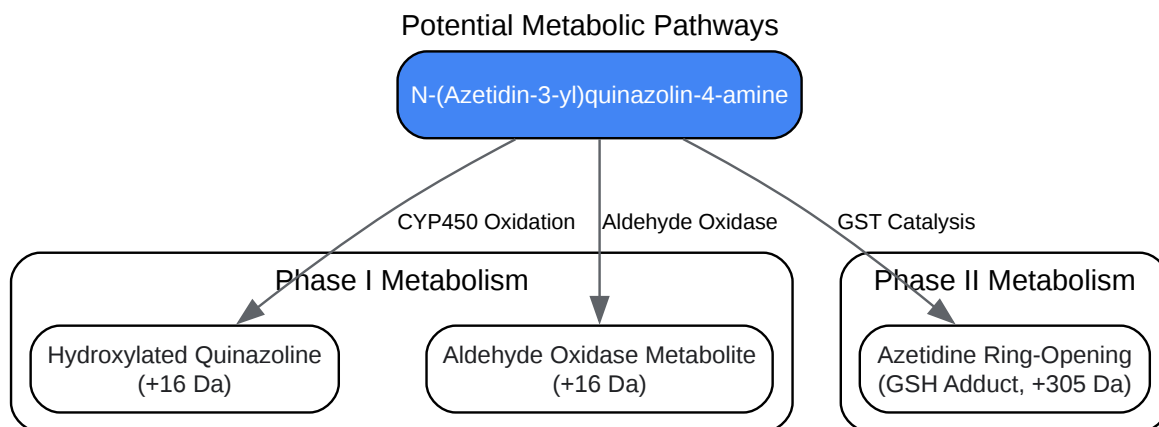 Potential Metabolic Pathways
N-(Azetidin-3-yl)quinazolin-4-amine
CYP450 Oxidation
Aldehyde Oxidase
GST Catalysis
Phase I Metabolism
Phase II Metabolism
Hydroxylated Quinazoline
(+16 Da)
Aldehyde Oxidase Metabolite
(+16 Da)
Azetidine Ring-Opening
(GSH Adduct, +305 Da)